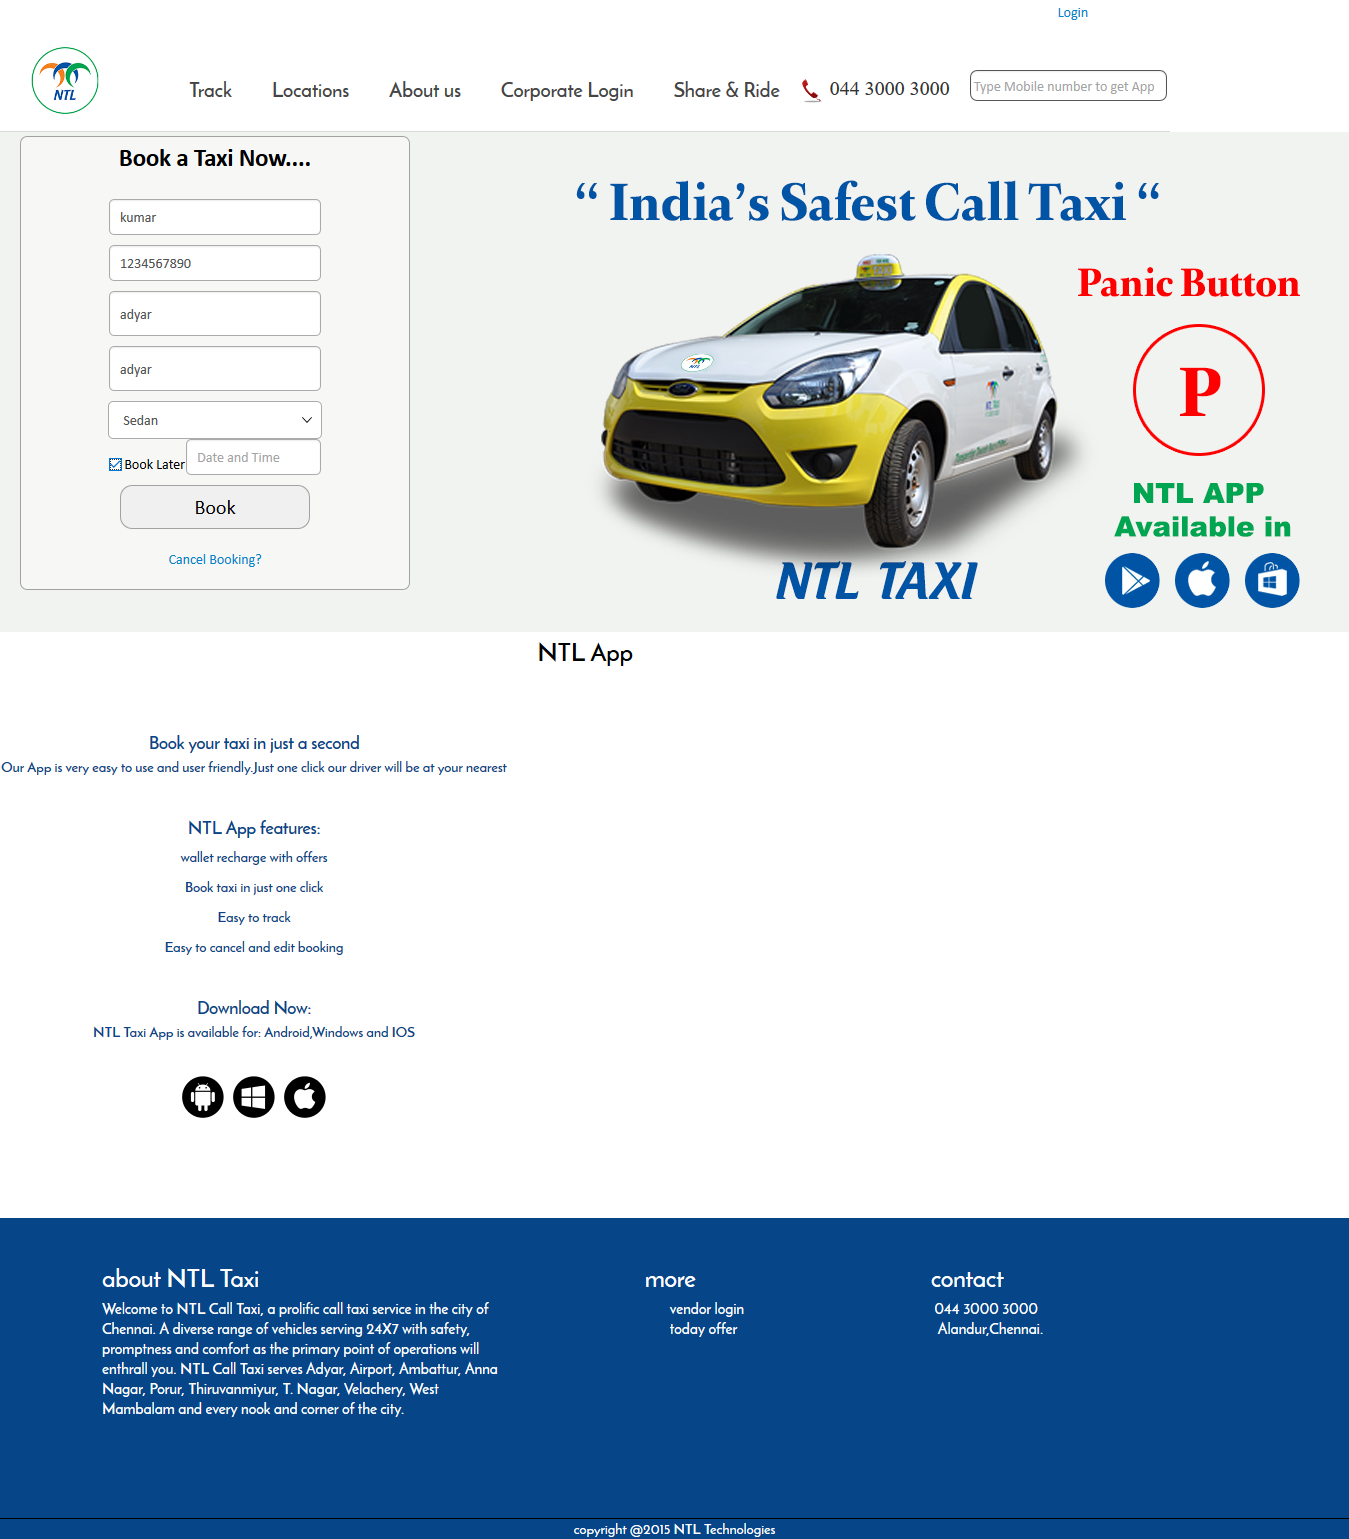 Login
NTL
Track
Locations
About us
Corporate Login
Share & Ride
044 3000 3000
Type Mobile number to get App
Book a Taxi Now....
kumar
1234567890
adyar
adyar
Sedan
Book Later
Date and Time
Book
Cancel Booking?
“ India’s Safest Call Taxi “
Panic Button
P
NTL APP
Available in
NTL TAXI
NTL App
Book your taxi in just a second
Our App is very easy to use and user friendly.Just one click our driver will be at your nearest
NTL App features:
wallet recharge with offers
Book taxi in just one click
Easy to track
Easy to cancel and edit booking
Download Now:
NTL Taxi App is available for: Android,Windows and IOS
about NTL Taxi
Welcome to NTL Call Taxi, a prolific call taxi service in the city of
Chennai. A diverse range of vehicles serving 24X7 with safety,
promptness and comfort as the primary point of operations will
enthrall you. NTL Call Taxi serves Adyar, Airport, Ambattur, Anna
Nagar, Porur, Thiruvanmiyur, T. Nagar, Velachery, West
Mambalam and every nook and corner of the city.
more
vendor login
today offer
contact
044 3000 3000
Alandur,Chennai.
copyright @2015 NTL Technologies